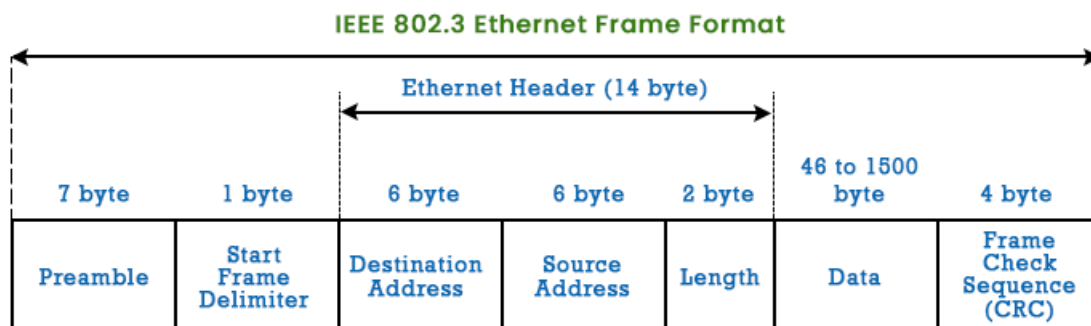 IEEE 802.3 Ethernet Frame Format
Ethernet Header (14 byte)
7 byte
1 byte
6 byte
6 byte
2 byte
46 to 1500
byte
4 byte
Preamble
Start
Frame
Delimiter
Destination
Address
Source
Address
Length
Data
Frame
Check
Sequence
(CRC)